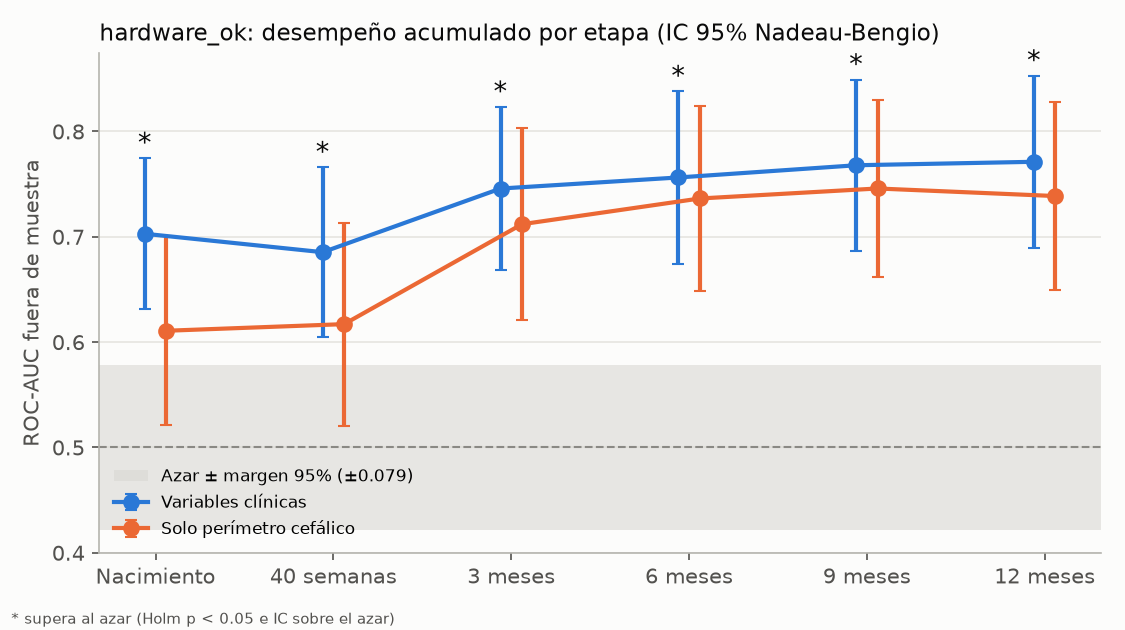 hardware_ok: desempeño acumulado por etapa (IC 95% Nadeau-Bengio)
* * * * * *
ROC-AUC fuera de muestra
0.8
0.7
0.6
0.5
0.4
Azar ± margen 95% (±0.079)
Variables clínicas
Solo perímetro cefálico
Nacimiento 40 semanas 3 meses 6 meses 9 meses 12 meses
* supera al azar (Holm p < 0.05 e IC sobre el azar)